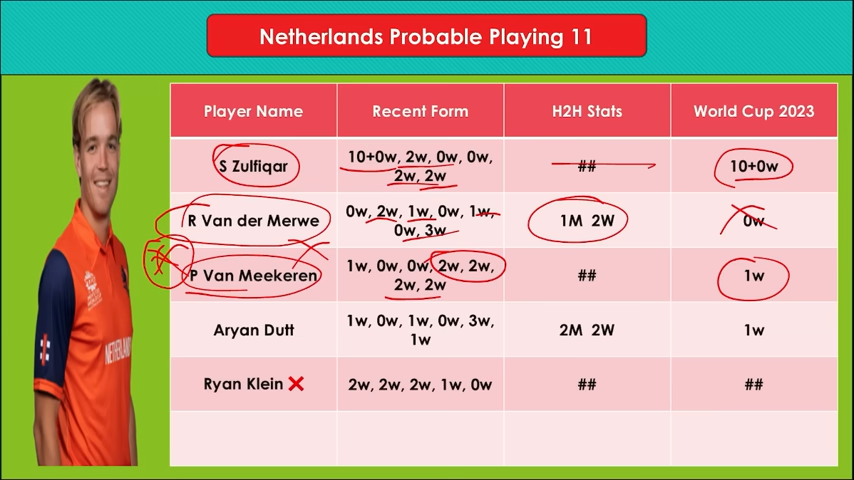 Netherlands Probable Playing 11
Player Name Recent Form H2H Stats World Cup 2023
S Zulfiqar 10+0w, 2w, 0w, 0w, ## 10+0w
2w, 2w
R Van der Merwe 0w, 2w, 1w, 0w, 1w, 1M 2W 0w
0w, 3w
P Van Meekeren 1w, 0w, 0w, 2w, 2w, ## 1w
2w, 2w
Aryan Dutt 1w, 0w, 1w, 0w, 3w, 2M 2W 1w
1w
Ryan Klein ❌ 2w, 2w, 2w, 1w, 0w ## ##
NETHERLAN